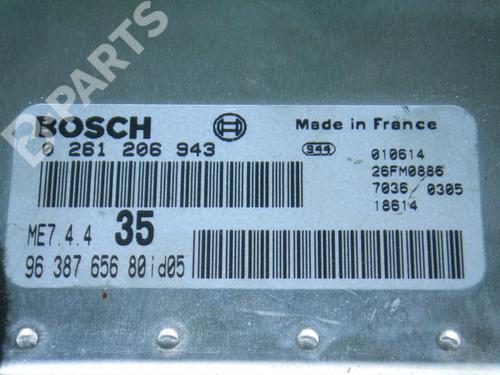 B-PARTS
BOSCH
Made in France
0 261 206 943
944
010614
26FM0886
7036 0305
18614
ME7.4.4 35
96 387 656 80id05